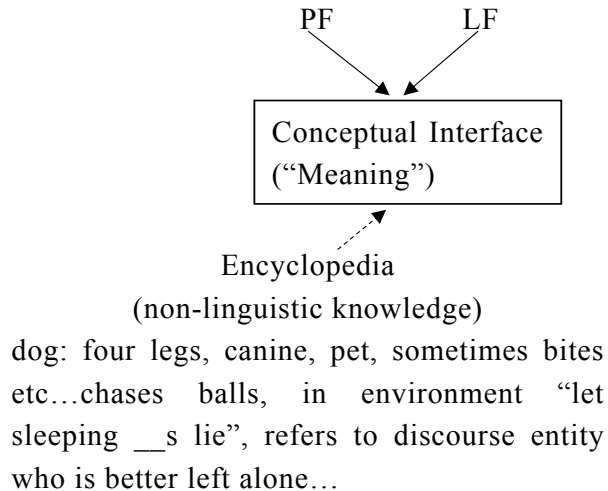 PF LF
Conceptual Interface
(“Meaning”)
Encyclopedia
(non-linguistic knowledge)
dog: four legs, canine, pet, sometimes bites
etc…chases balls, in environment “let
sleeping __s lie”, refers to discourse entity
who is better left alone…